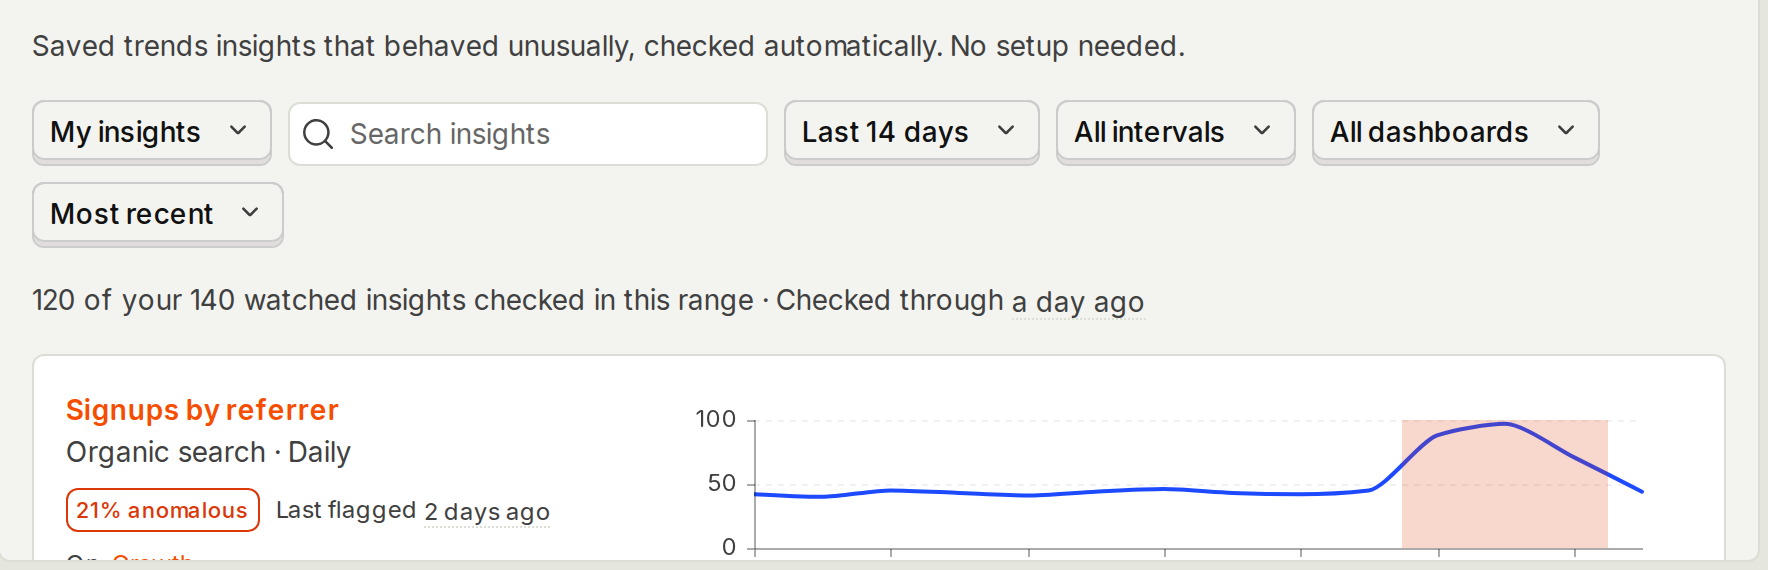 Saved trends insights that behaved unusually, checked automatically. No setup needed.
My insights
Search insights
Last 14 days
All intervals
All dashboards
Most recent
120 of your 140 watched insights checked in this range · Checked through a day ago
Signups by referrer
Organic search · Daily
21% anomalous
Last flagged 2 days ago
100
50
0